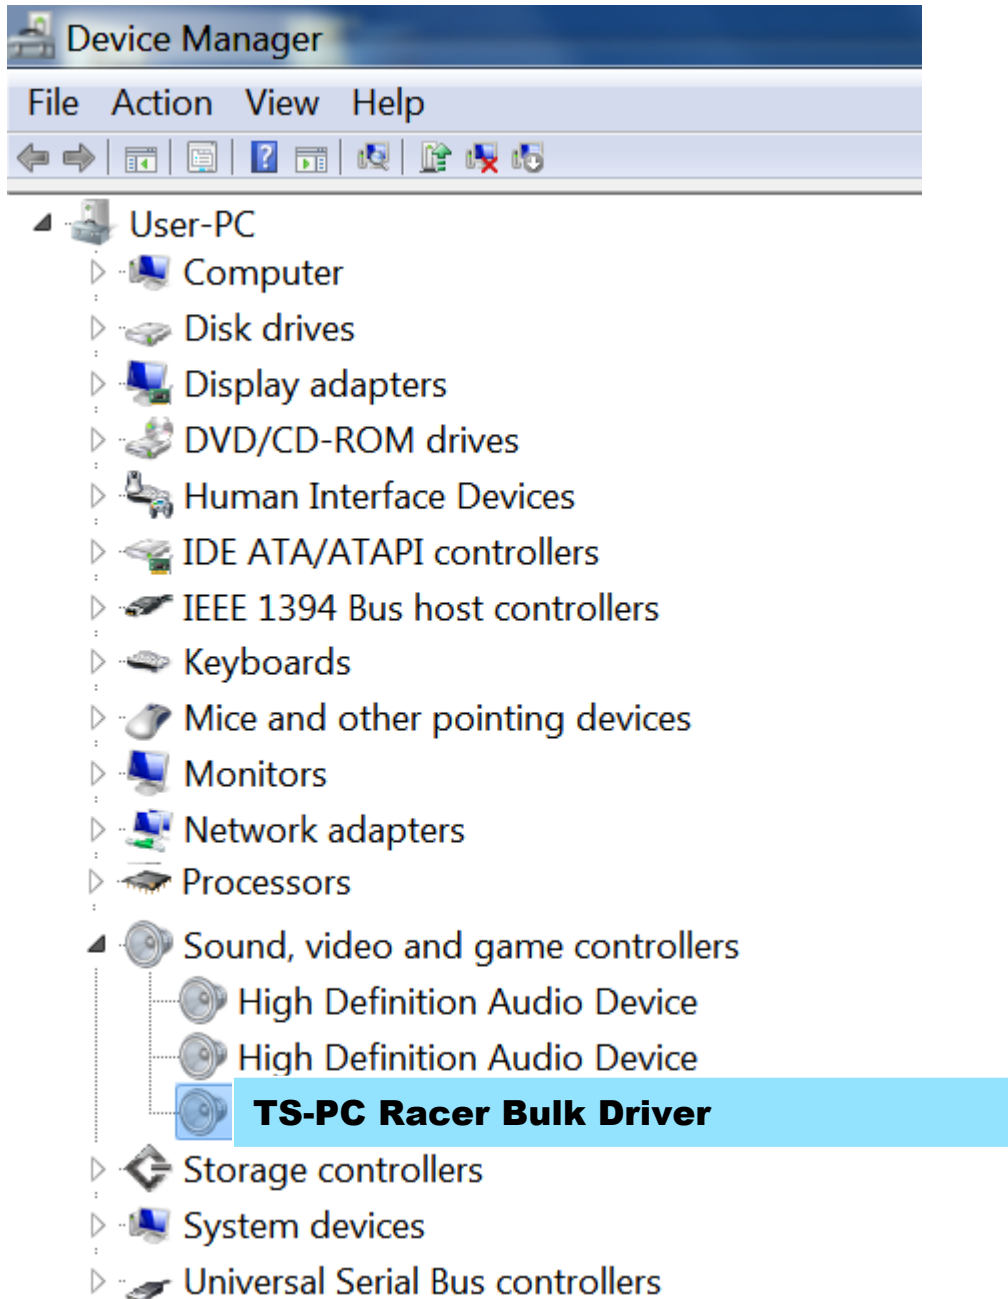 Device Manager
File Action View Help
User-PC
Computer
Disk drives
Display adapters
DVD/CD-ROM drives
Human Interface Devices
IDE ATA/ATAPI controllers
IEEE 1394 Bus host controllers
Keyboards
Mice and other pointing devices
Monitors
Network adapters
Processors
Sound, video and game controllers
High Definition Audio Device
High Definition Audio Device
TS-PC Racer Bulk Driver
Storage controllers
System devices
Universal Serial Bus controllers